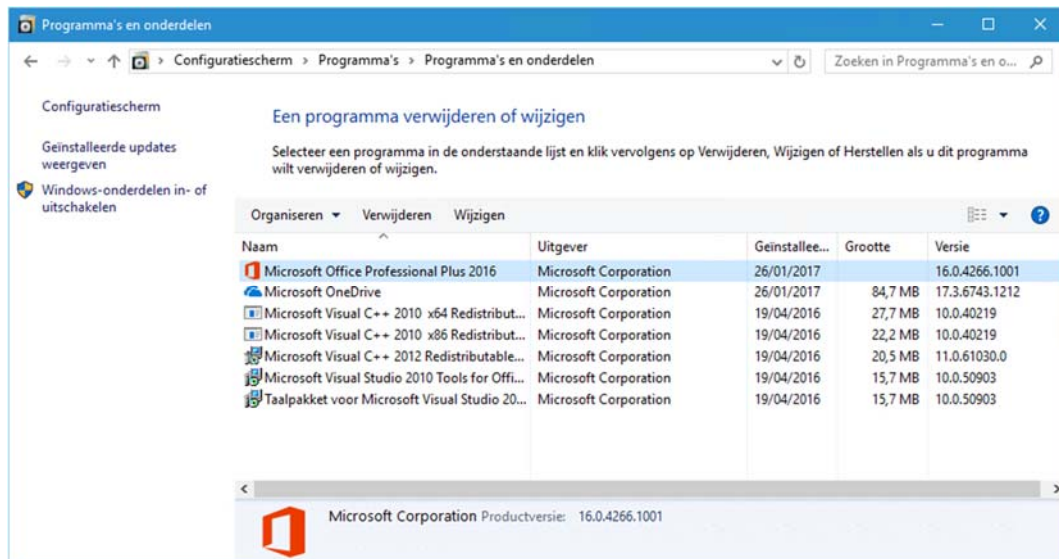 Programma's en onderdelen
Configuratiescherm > Programma's > Programma's en onderdelen
Zoeken in Programma's en o...
Configuratiescherm
Geïnstalleerde updates
weergeven
Windows-onderdelen in- of
uitschakelen
Een programma verwijderen of wijzigen
Selecteer een programma in de onderstaande lijst en klik vervolgens op Verwijderen, Wijzigen of Herstellen als u dit programma
wilt verwijderen of wijzigen.
Organiseren Verwijderen Wijzigen
Naam Uitgever Geïnstallee... Grootte Versie
Microsoft Office Professional Plus 2016 Microsoft Corporation 26/01/2017 16.0.4266.1001
Microsoft OneDrive Microsoft Corporation 26/01/2017 84,7 MB 17.3.6743.1212
Microsoft Visual C++ 2010 x64 Redistribut... Microsoft Corporation 19/04/2016 27,7 MB 10.0.40219
Microsoft Visual C++ 2010 x86 Redistribut... Microsoft Corporation 19/04/2016 22,2 MB 10.0.40219
Microsoft Visual C++ 2012 Redistributable... Microsoft Corporation 19/04/2016 20,5 MB 11.0.61030.0
Microsoft Visual Studio 2010 Tools for Offi... Microsoft Corporation 19/04/2016 15,7 MB 10.0.50903
Taalpakket voor Microsoft Visual Studio 20... Microsoft Corporation 19/04/2016 15,7 MB 10.0.50903
Microsoft Corporation Productversie: 16.0.4266.1001